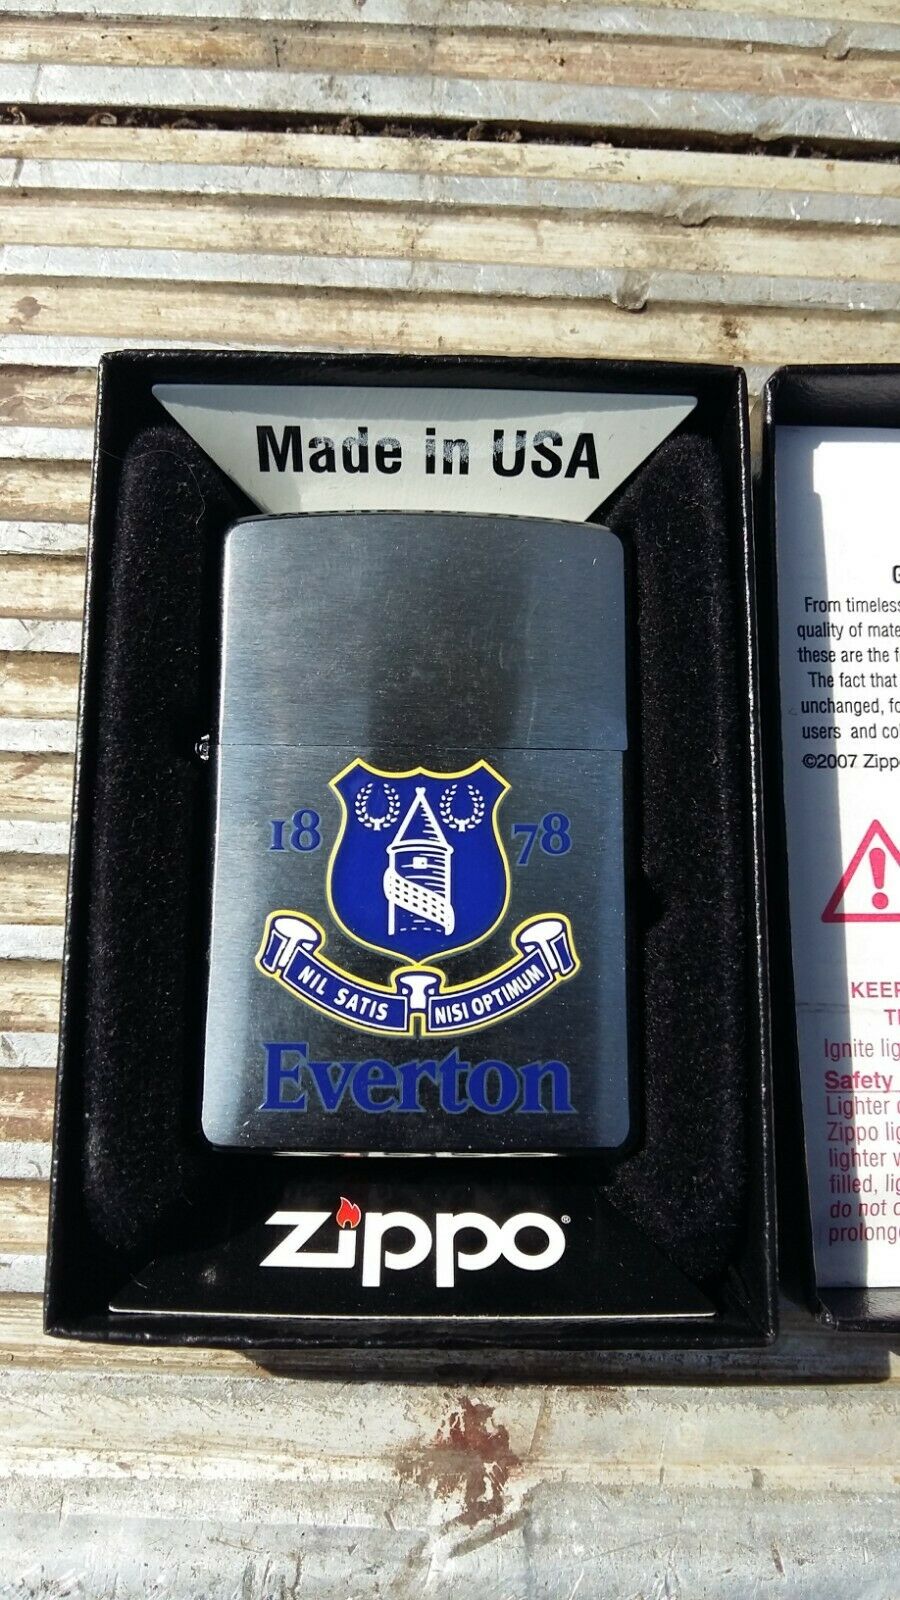 Made in USA
18 78
NIL SATIS NISI OPTIMUM
Everton
zippo®
From timeless
quality of mate
these are the f
The fact that
unchanged, fo
users and co
©2007 Zippo
KEEP
Ignite lig
Safety
Lighter
Zippo lig
lighter
filled, lig
do not
prolonge